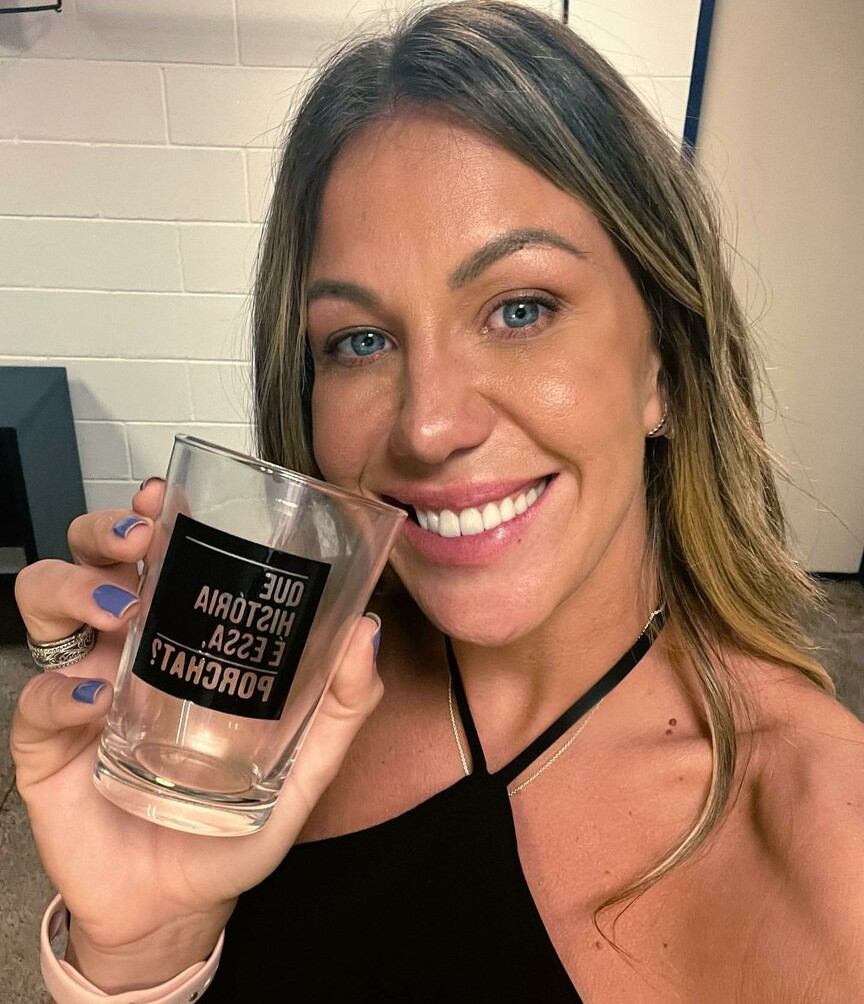 QUE
HISTÓRIA
É ESSA,
PORCHAT?